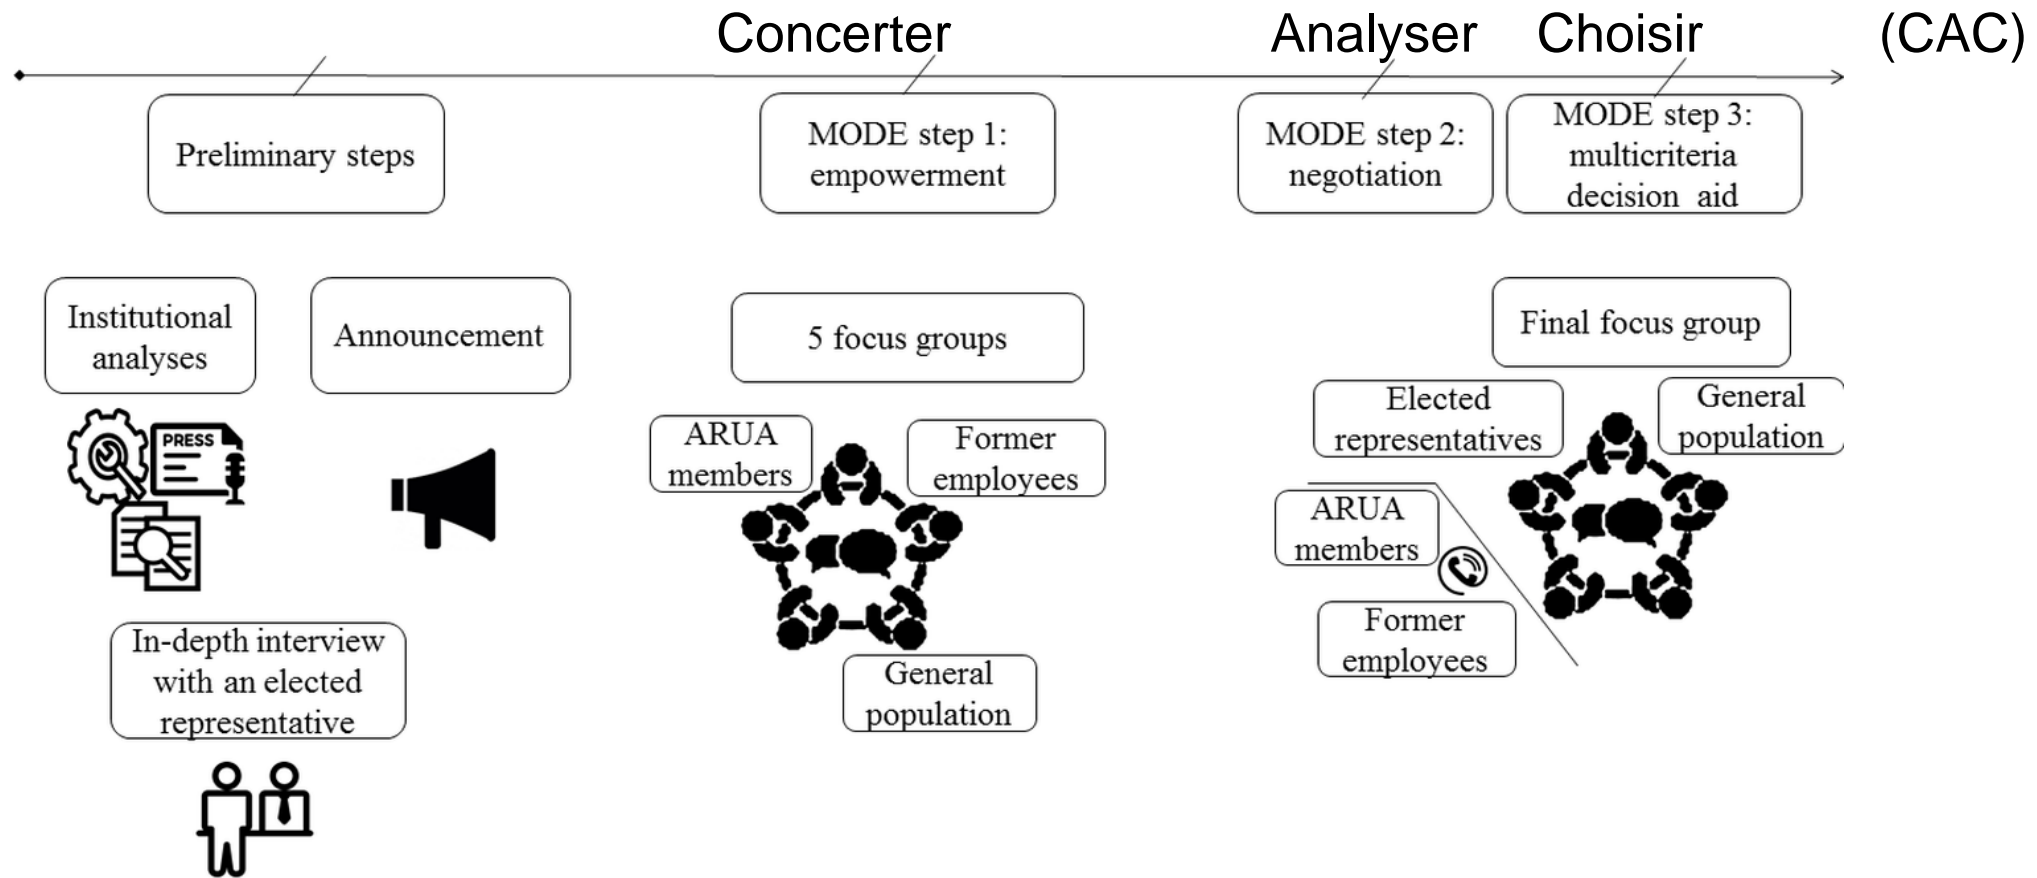 Concerter Analyser Choisir (CAC)
Preliminary steps
MODE step 1:
empowerment
MODE step 2:
negotiation
MODE step 3:
multicriteria
decision aid
Institutional
analyses
Announcement
5 focus groups
Final focus group
PRESS
ARUA
members
Former
employees
General
population
Elected
representatives
General
population
ARUA
members
Former
employees
In-depth interview
with an elected
representative